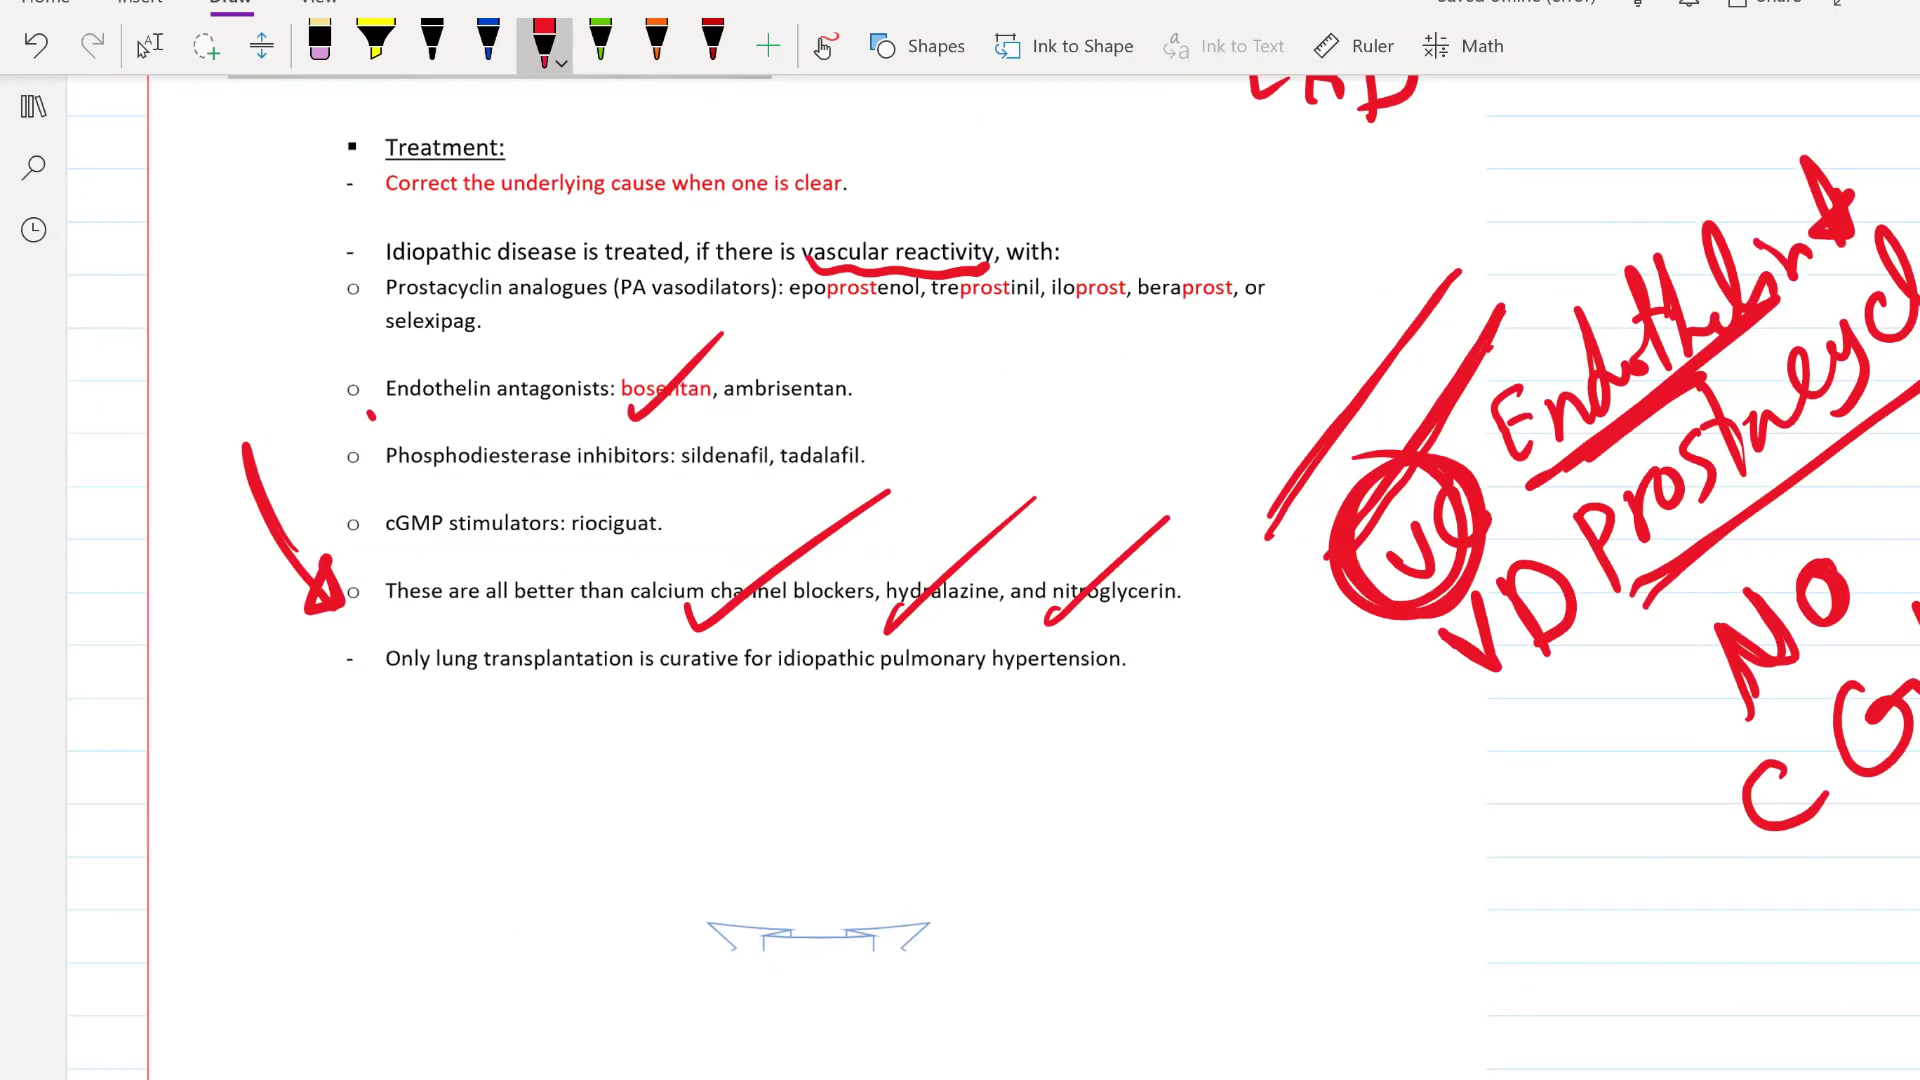 Shapes
Ink to Shape
Ink to Text
Ruler
Math
Treatment:
Correct the underlying cause when one is clear.
Idiopathic disease is treated, if there is vascular reactivity, with:
Prostacyclin analogues (PA vasodilators): epoprostenol, treprostinil, iloprost, beraprost, or
selexipag.
Endothelin antagonists: bosentan, ambrisentan.
Phosphodiesterase inhibitors: sildenafil, tadalafil.
cGMP stimulators: riociguat.
These are all better than calcium channel blockers, hydralazine, and nitroglycerin.
Only lung transplantation is curative for idiopathic pulmonary hypertension.
Endothelin
VD
NO